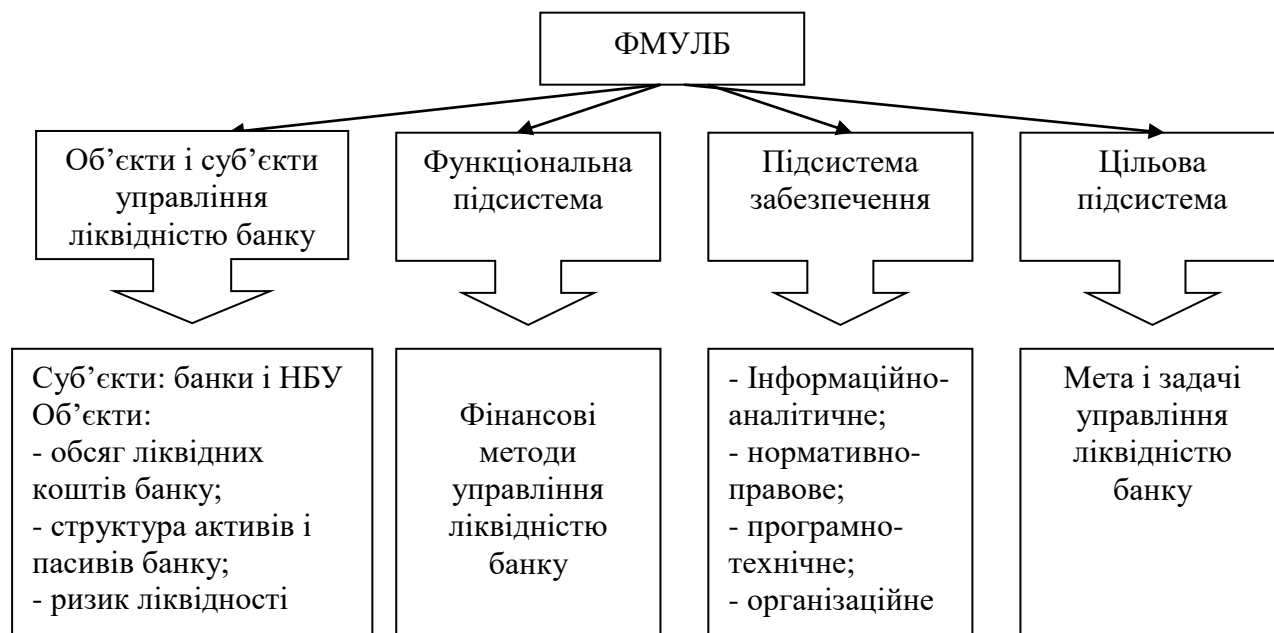 ФМУЛБ
Об’єкти і суб’єкти
управління
ліквідністю банку
Функціональна
підсистема
Підсистема
забезпечення
Цільова
підсистема
Суб’єкти: банки і НБУ
Об’єкти:
- обсяг ліквідних
коштів банку;
- структура активів і
пасивів банку;
- ризик ліквідності
Фінансові
методи
управління
ліквідністю
банку
- Інформаційно-
аналітичне;
- нормативно-
правове;
- програмно-
технічне;
- організаційне
Мета і задачі
управління
ліквідністю
банку